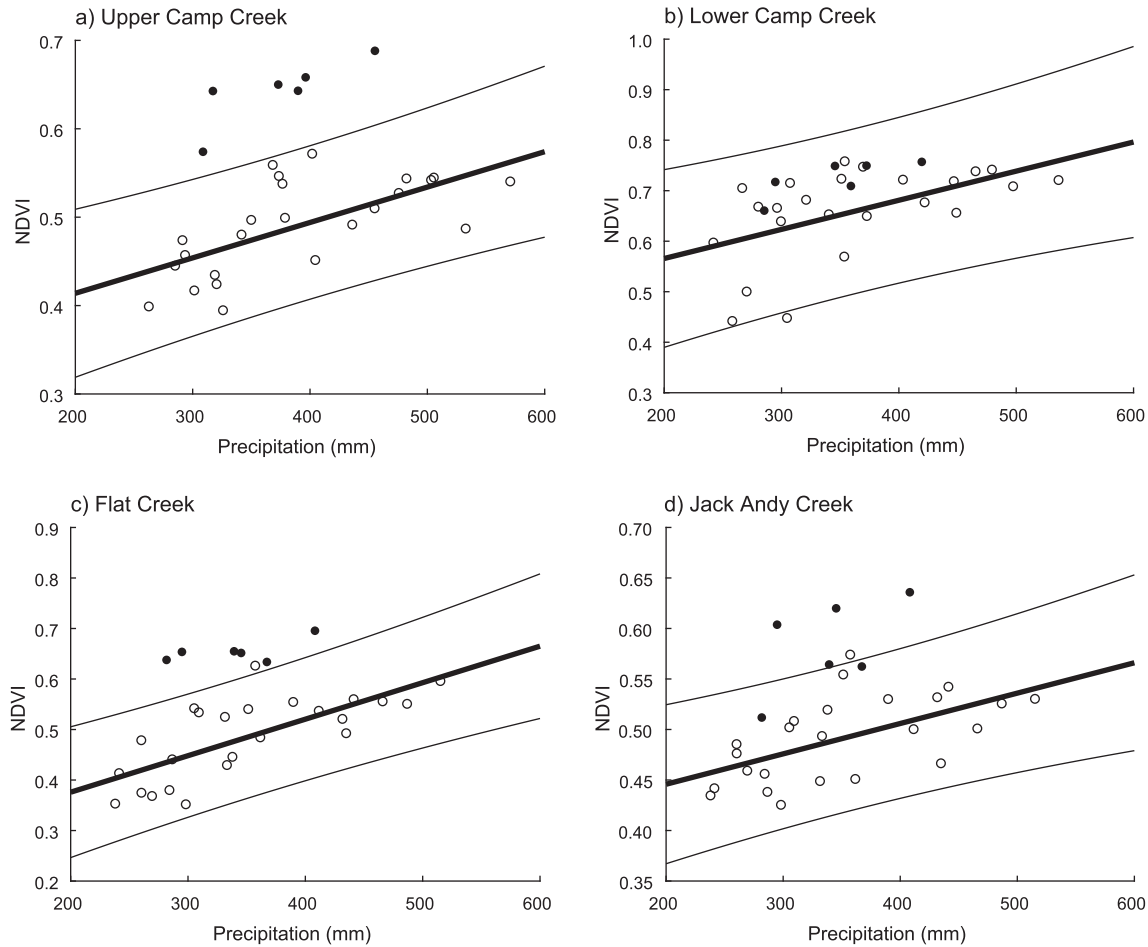 a) Upper Camp Creek
0.7
0.6
0.5
0.4
0.3
NDVI
200 300 400 500 600
Precipitation (mm)
b) Lower Camp Creek
1.0
0.9
0.8
0.7
0.6
0.5
0.4
0.3
NDVI
200 300 400 500 600
Precipitation (mm)
c) Flat Creek
0.9
0.8
0.7
0.6
0.5
0.4
0.3
0.2
NDVI
200 300 400 500 600
Precipitation (mm)
d) Jack Andy Creek
0.70
0.65
0.60
0.55
0.50
0.45
0.40
0.35
NDVI
200 300 400 500 600
Precipitation (mm)